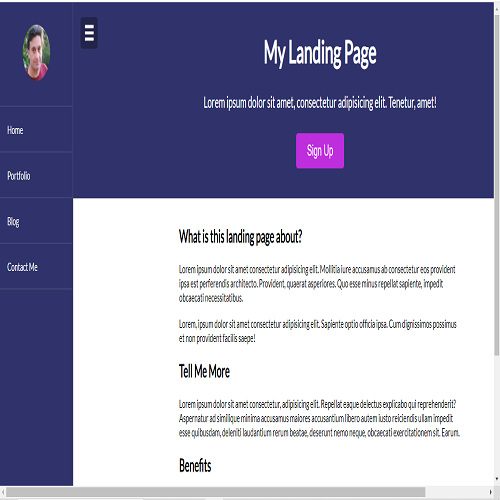 My Landing Page
Lorem ipsum dolor sit amet, consectetur adipisicing elit. Tenetur, amet!
Sign Up
Home
Portfolio
Blog
Contact Me
What is this landing page about?
Lorem ipsum dolor sit amet consectetur adipisicing elit. Mollitia iure accusamus ab consectetur eos provident
ipsa est perferendis architecto. Provident, quaerat asperiores. Quo esse minus repellat sapiente, impedit
obcaecati necessitatibus.
Lorem, ipsum dolor sit amet consectetur adipisicing elit. Sapiente optio officia ipsa. Cum dignissimos possimus
et non provident facilis saepe!
Tell Me More
Lorem ipsum dolor sit amet consectetur, adipisicing elit. Repellat eaque delectus explicabo qui reprehenderit?
Aspernatur ad similique minima accusamus maiores accusantium libero autem iusto reiciendis ullam impedit
esse quibusdam, deleniti laudantium rerum beatae, deserunt nemo neque, obcaecati exercitationem sit. Earum.
Benefits